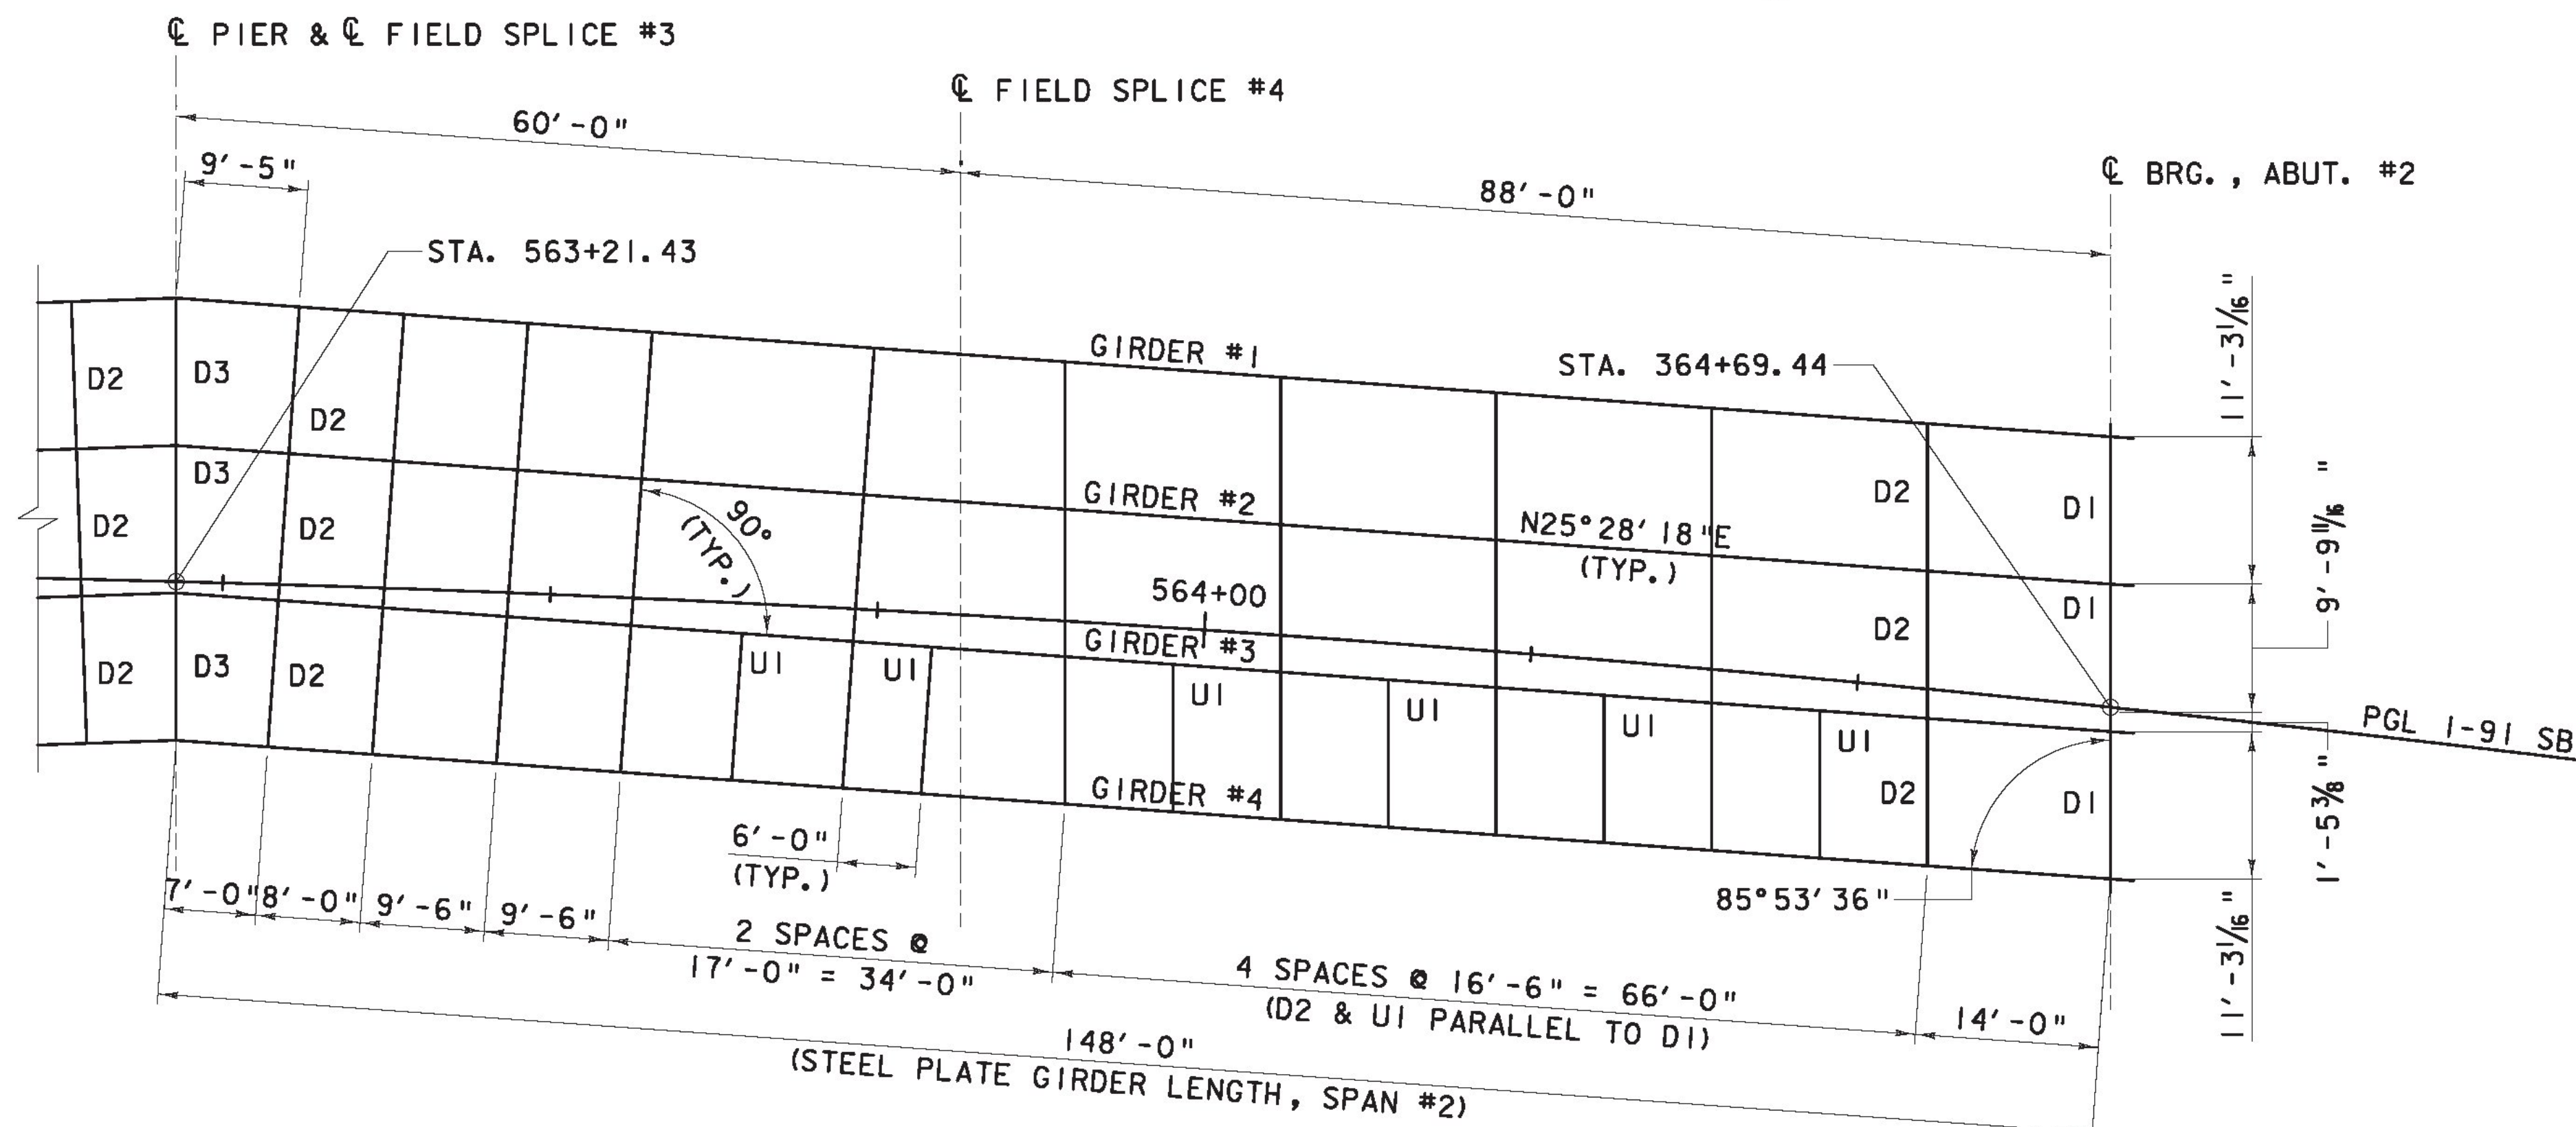 ℄ PIER & ℄ FIELD SPLICE #3
℄ FIELD SPLICE #4
60'-0"
9'-5"
88'-0"
℄ BRG., ABUT. #2
STA. 563+21.43
11'-3 1/16"
GIRDER #1
STA. 364+69.44
D2
D3
D2
D3
D2
D2
90°
(TYP.)
GIRDER #2
N25°28'18"E
(TYP.)
D2
D1
9'-9 11/16"
564+00
GIRDER #3
D2
D1
D2
D3
D2
U1
U1
U1
U1
U1
U1
PGL I-91 SB
GIRDER #4
D2
D1
1'-5 3/8"
6'-0"
(TYP.)
85°53'36"
11'-3 1/16"
7'-0"
8'-0"
9'-6"
9'-6"
2 SPACES @
17'-0" = 34'-0"
4 SPACES @ 16'-6" = 66'-0"
(D2 & U1 PARALLEL TO D1)
14'-0"
148'-0"
(STEEL PLATE GIRDER LENGTH, SPAN #2)